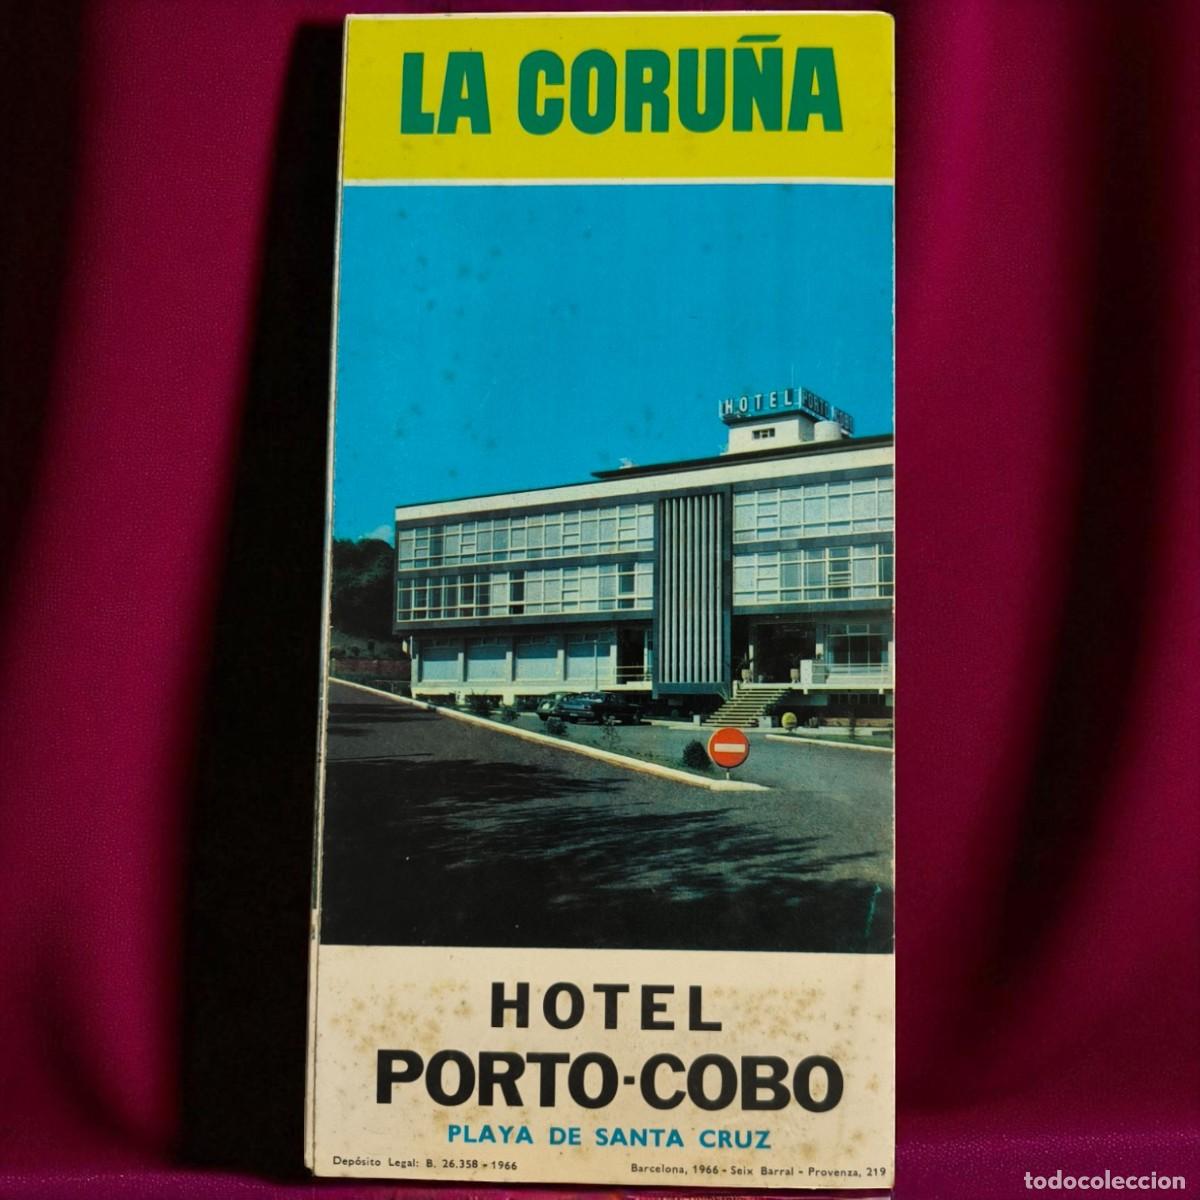 LA CORUÑA
HOTEL PORTO
HOTEL
PORTO-COBO
PLAYA DE SANTA CRUZ
Depósito Legal: B. 26.358 - 1966
Barcelona, 1966 - Seix Barral - Provenza, 219
todocoleccion